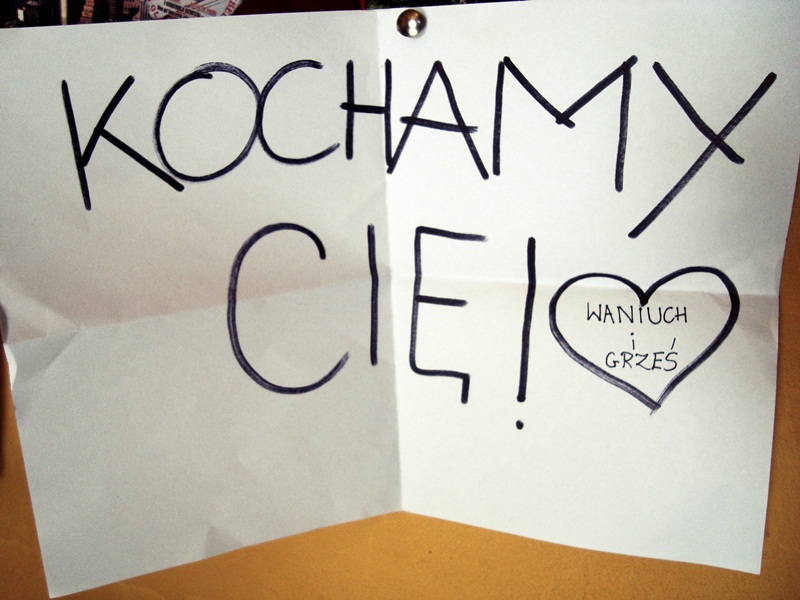 KOCHAMY
CIĘ!
WANIUCH
i
GRZEŚ